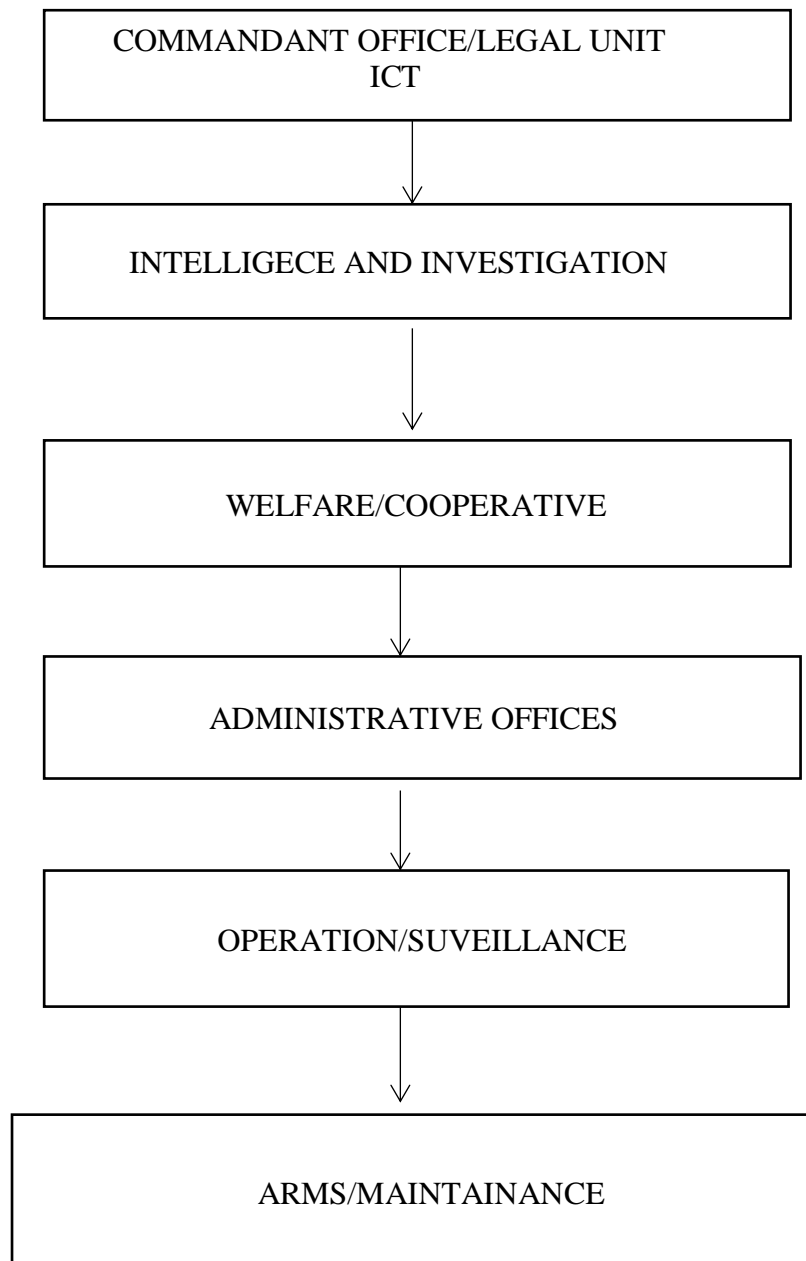 COMMANDANT OFFICE/LEGAL UNIT
ICT
INTELLIGECE AND INVESTIGATION
WELFARE/COOPERATIVE
ADMINISTRATIVE OFFICES
OPERATION/SUVEILLANCE
ARMS/MAINTAINANCE